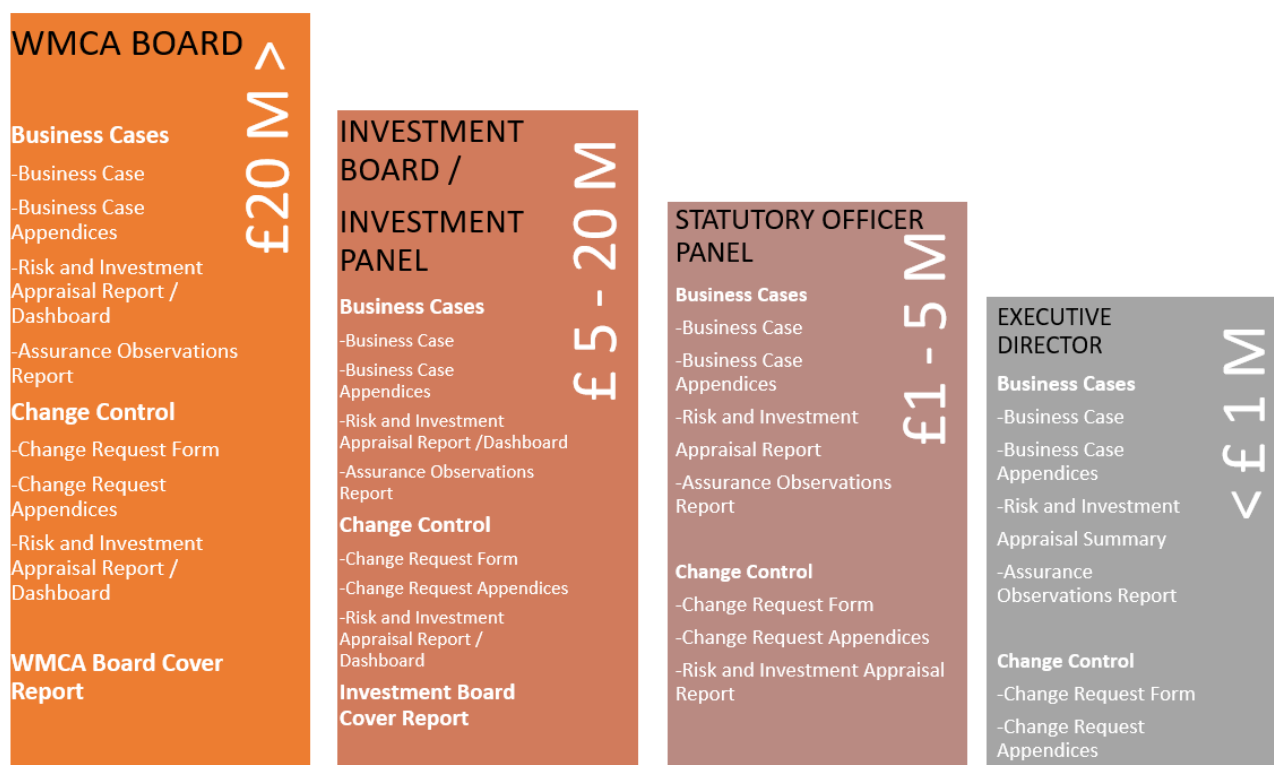 WMCA BOARD
£20 M >
Business Cases
-Business Case
-Business Case
Appendices
-Risk and Investment
Appraisal Report /
Dashboard
-Assurance Observations
Report
Change Control
-Change Request Form
-Change Request
Appendices
-Risk and Investment
Appraisal Report /
Dashboard
WMCA Board Cover
Report
INVESTMENT
BOARD /
INVESTMENT
PANEL
£ 5 - 20 M
Business Cases
-Business Case
-Business Case
Appendices
-Risk and Investment
Appraisal Report /Dashboard
-Assurance Observations
Report
Change Control
-Change Request Form
-Change Request Appendices
-Risk and Investment
Appraisal Report /
Dashboard
Investment Board
Cover Report
STATUTORY OFFICER
PANEL
£1 - 5 M
Business Cases
-Business Case
-Business Case
Appendices
-Risk and Investment
Appraisal Report
-Assurance Observations
Report
Change Control
-Change Request Form
-Change Request Appendices
-Risk and Investment Appraisal
Report
EXECUTIVE
DIRECTOR
< £ 1 M
Business Cases
-Business Case
-Business Case
Appendices
-Risk and Investment
Appraisal Summary
-Assurance
Observations Report
Change Control
-Change Request Form
-Change Request
Appendices